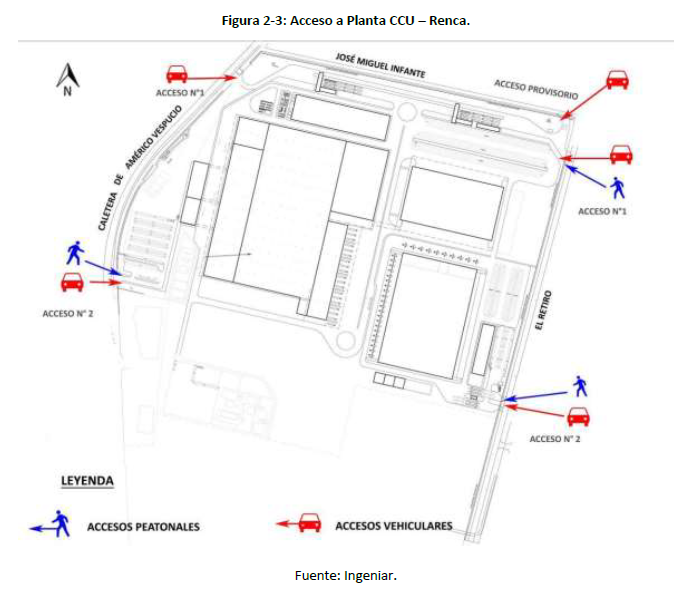 Figura 2-3: Acceso a Planta CCU – Renca.
JOSÉ MIGUEL INFANTE
ACCESO PROVISORIO
N
ACCESO N°1
CALETERA DE AMÉRICO VESPUCIO
ACCESO N°1
ACCESO N° 2
EL RETIRO
ACCESO N° 2
LEYENDA
ACCESOS PEATONALES
ACCESOS VEHICULARES
Fuente: Ingeniar.